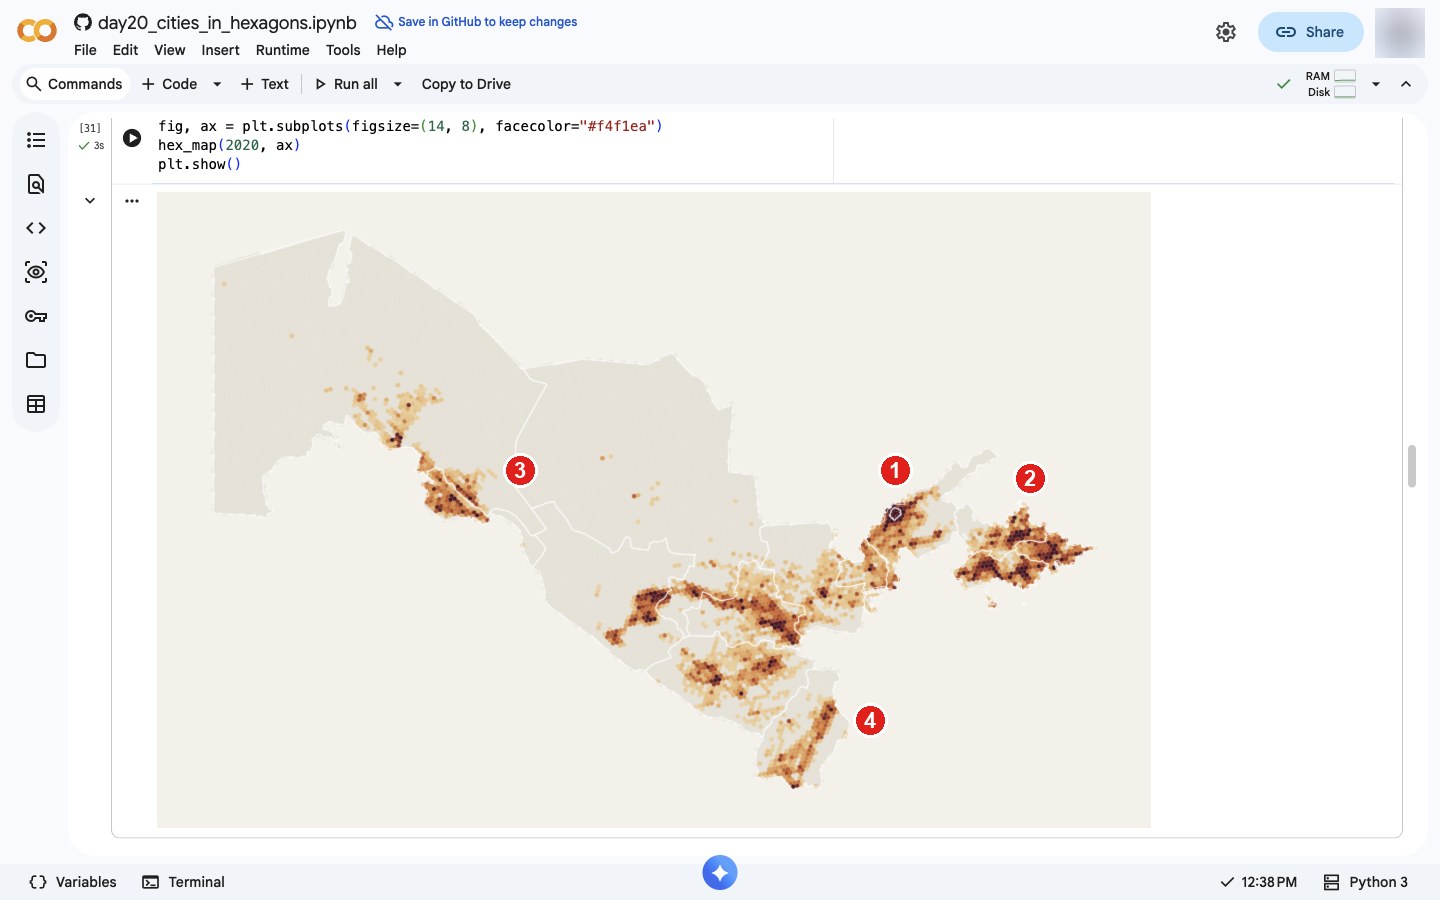 day20_cities_in_hexagons.ipynb
Save in GitHub to keep changes
Share
File Edit View Insert Runtime Tools Help
Commands
Code
Text
Run all
Copy to Drive
RAM
Disk
[31]
3s
fig, ax = plt.subplots(figsize=(14, 8), facecolor="#f4f1ea")
hex_map(2020, ax)
plt.show()
3
1
2
4
Variables
Terminal
12:38 PM
Python 3